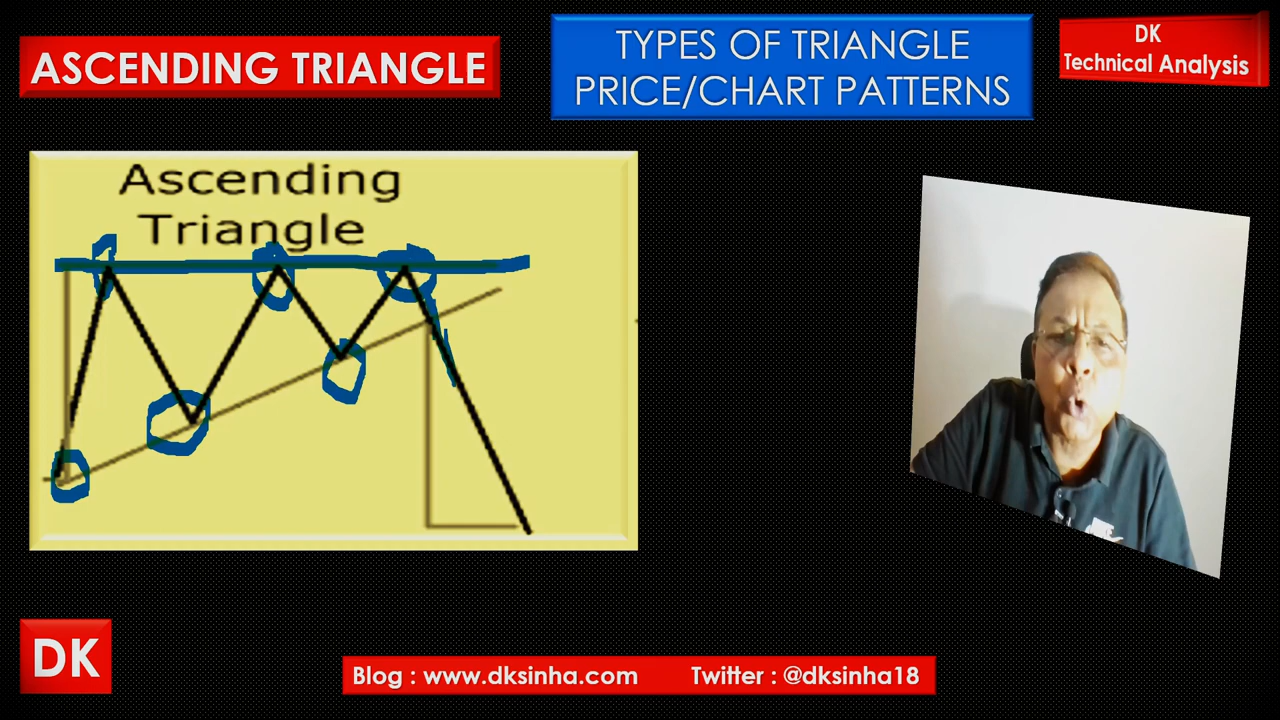 ASCENDING TRIANGLE
TYPES OF TRIANGLE
PRICE/CHART PATTERNS
DK
Technical Analysis
Ascending
Triangle
DK
Blog : www.dksinha.com Twitter : @dksinha18